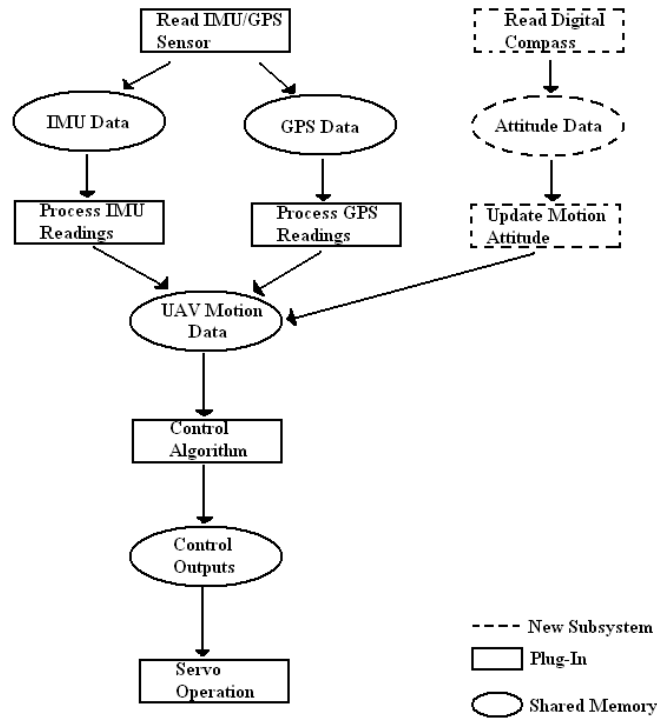 Read IMU/GPS
Sensor
Read Digital
Compass
IMU Data
GPS Data
Attitude Data
Process IMU
Readings
Process GPS
Readings
Update Motion
Attitude
UAV Motion
Data
Control
Algorithm
Control
Outputs
Servo
Operation
New Subsystem
Plug-In
Shared Memory